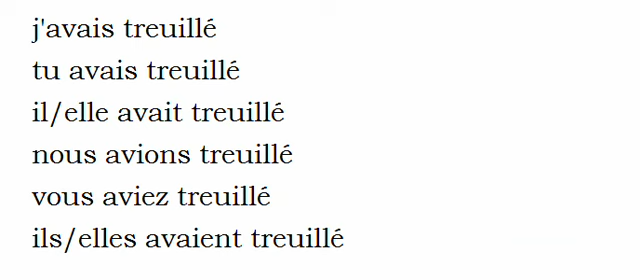 j'avais treuillé
tu avais treuillé
il/elle avait treuillé
nous avions treuillé
vous aviez treuillé
ils/elles avaient treuillé